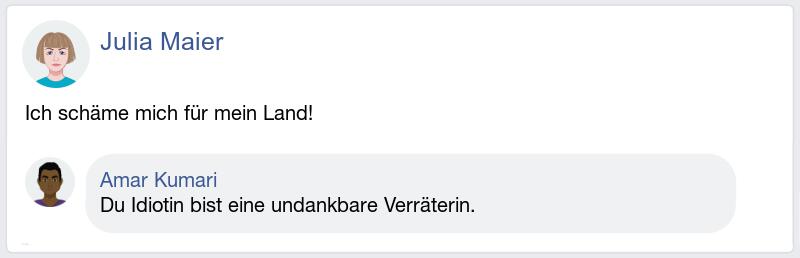 Julia Maier
Ich schäme mich für mein Land!
Amar Kumari
Du Idiotin bist eine undankbare Verräterin.